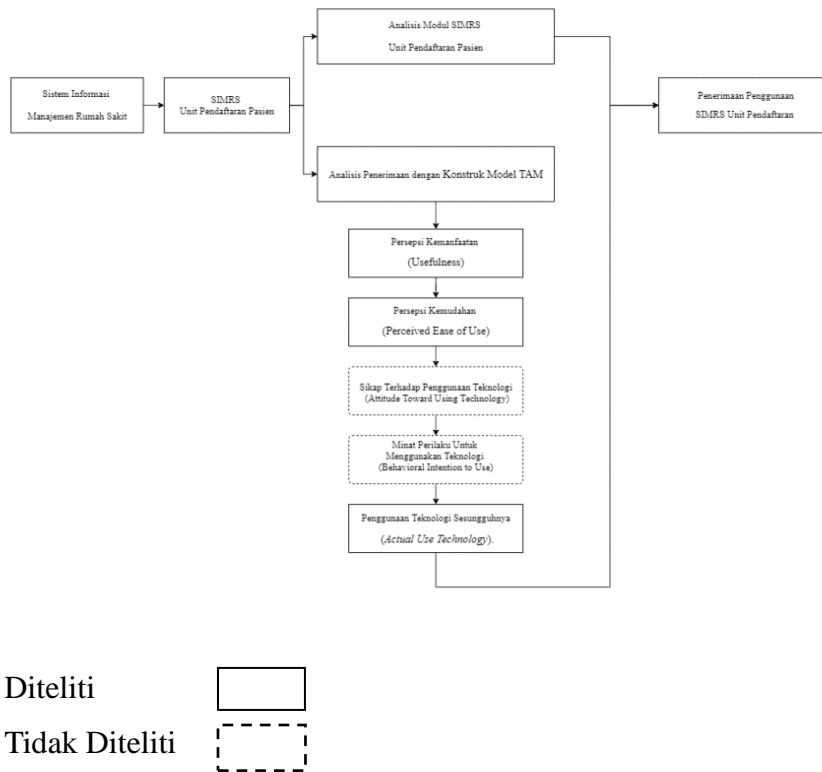 Analisis Modul SIMRS
Unit Pendaftaran Pasien
Sistem Informasi
Manajemen Rumah Sakit
SIMRS
Unit Pendaftaran Pasien
Penerimaan Penggunaan
SIMRS Unit Pendaftaran
Analisis Penerimaan dengan Konstruk Model TAM
Persepsi Kemanfaatan
(Usefulness)
Persepsi Kemudahan
(Perceived Ease of Use)
Sikap Terhadap Penggunaan Teknologi
(Attitude Toward Using Technology)
Minat Perilaku Untuk
Menggunakan Teknologi
(Behavioral Intention to Use)
Penggunaan Teknologi Sesungguhnya
(Actual Use Technology).
Diteliti
Tidak Diteliti